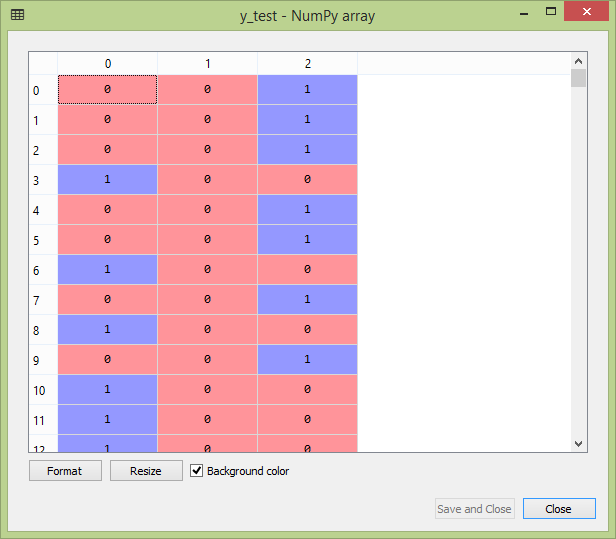 y_test - NumPy array
0 1 2
0 0 0 1
1 0 0 1
2 0 0 1
3 1 0 0
4 0 0 1
5 0 0 1
6 1 0 0
7 0 0 1
8 1 0 0
9 0 0 1
10 1 0 0
11 1 0 0
12 1 0 0
Format Resize Background color
Save and Close Close